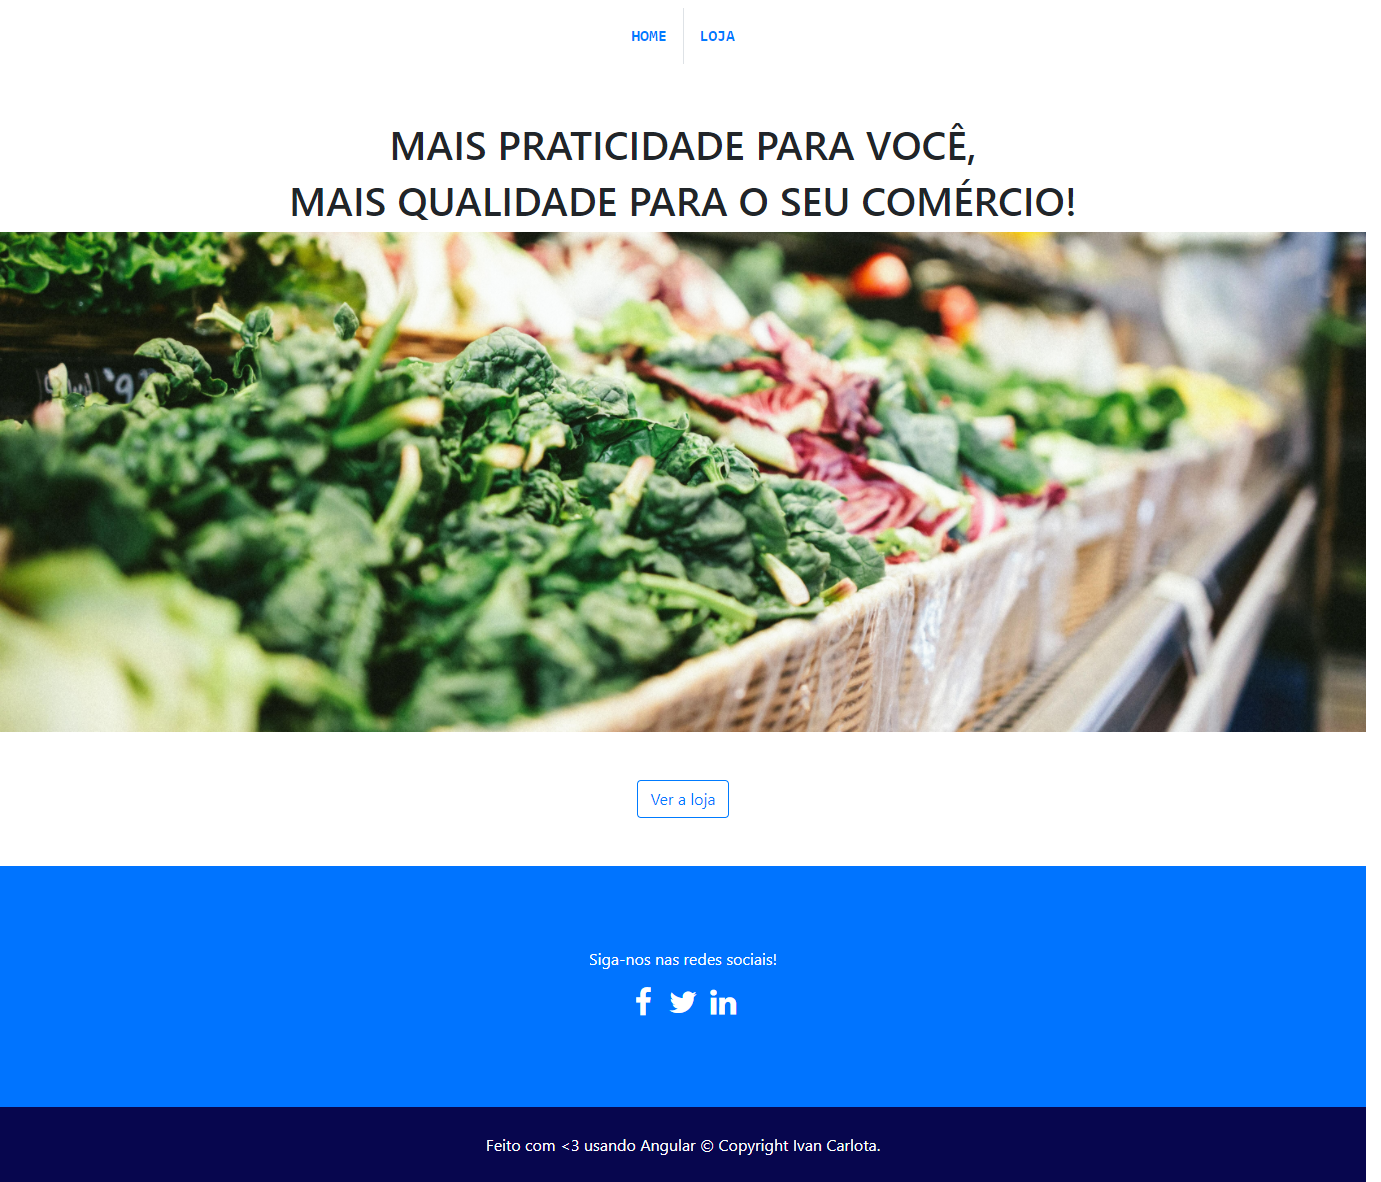 HOME
LOJA
MAIS PRATICIDADE PARA VOCÊ,
MAIS QUALIDADE PARA O SEU COMÉRCIO!
Ver a loja
Siga-nos nas redes sociais!
Feito com <3 usando Angular © Copyright Ivan Carlota.